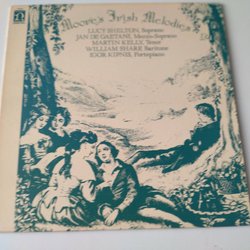 Moore's Irish Melodies
LUCY SHELTON, Soprano
JAN DE GAETANI, Mezzo-Soprano
MARTIN KELLY, Tenor
WILLIAM SHARP, Baritone
IGOR KIPNIS, Fortepiano